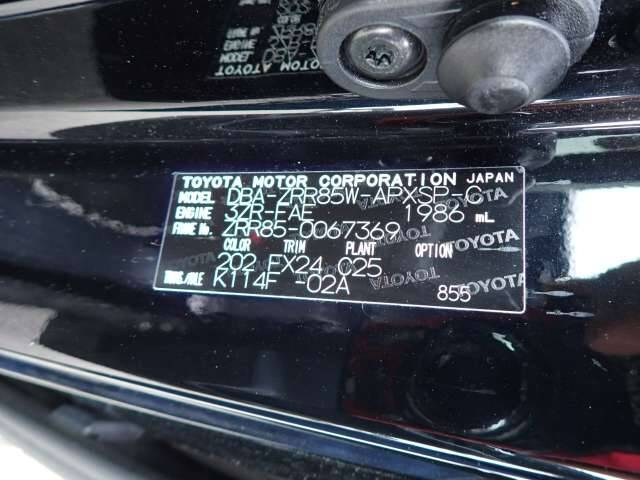 TOYOTA MOTOR CORPORATION JAPAN
MODEL DBA-ZRR85W-APXSP-C
ENGINE 3ZR-FAE 1986 mL
FRAME No. ZRR85-0067369
COLOR TRIM PLANT OPTION
202 FX24 C25
TRANS./AXLE K114F -02A
855